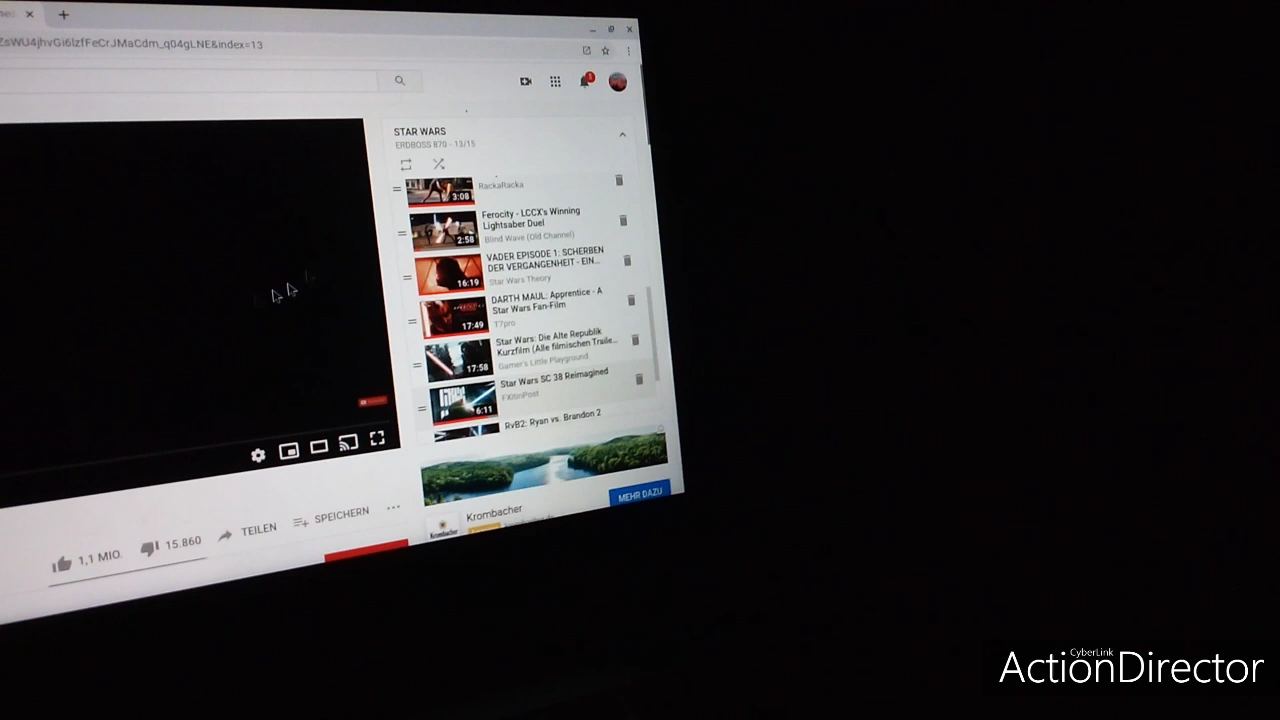 STAR WARS
ERDBOSS 870 - 13/15
3:08
RackaRacka
Ferocity - LCCX's Winning
Lightsaber Duel
Blind Wave (Old Channel)
2:58
VADER EPISODE 1: SCHERBEN
DER VERGANGENHEIT - EIN...
Star Wars Theory
16:19
DARTH MAUL: Apprentice - A
Star Wars Fan-Film
T7pro
17:49
Star Wars: Die Alte Republik
Kurzfilm (Alle filmischen Traile...
Gamer's Little Playground
17:58
Star Wars SC 38 Reimagined
FXitinPost
6:11
RvB2: Ryan vs. Brandon 2
MEHR DAZU
Krombacher
Krombacher
1,1 MIO.
15.860
TEILEN
SPEICHERN
CyberLink
ActionDirector